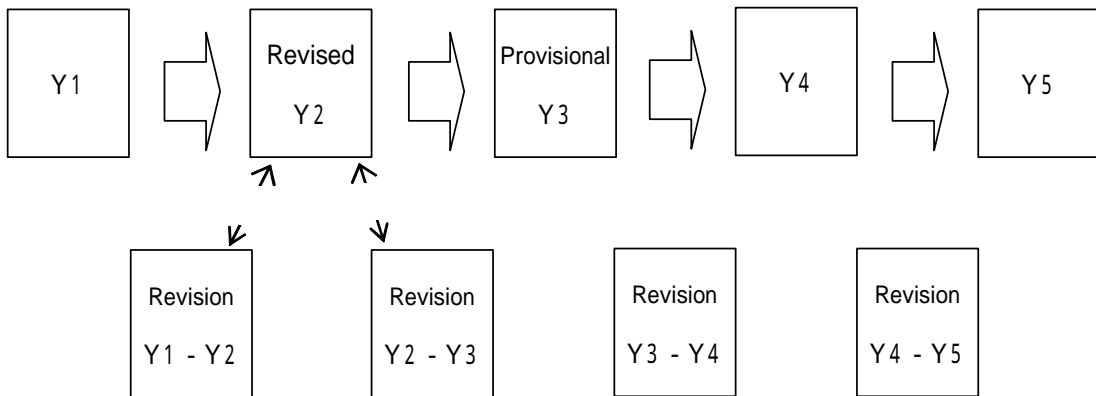 Y1
Revised
Y2
Provisional
Y3
Y4
Y5
Revision
Y1 - Y2
Revision
Y2 - Y3
Revision
Y3 - Y4
Revision
Y4 - Y5